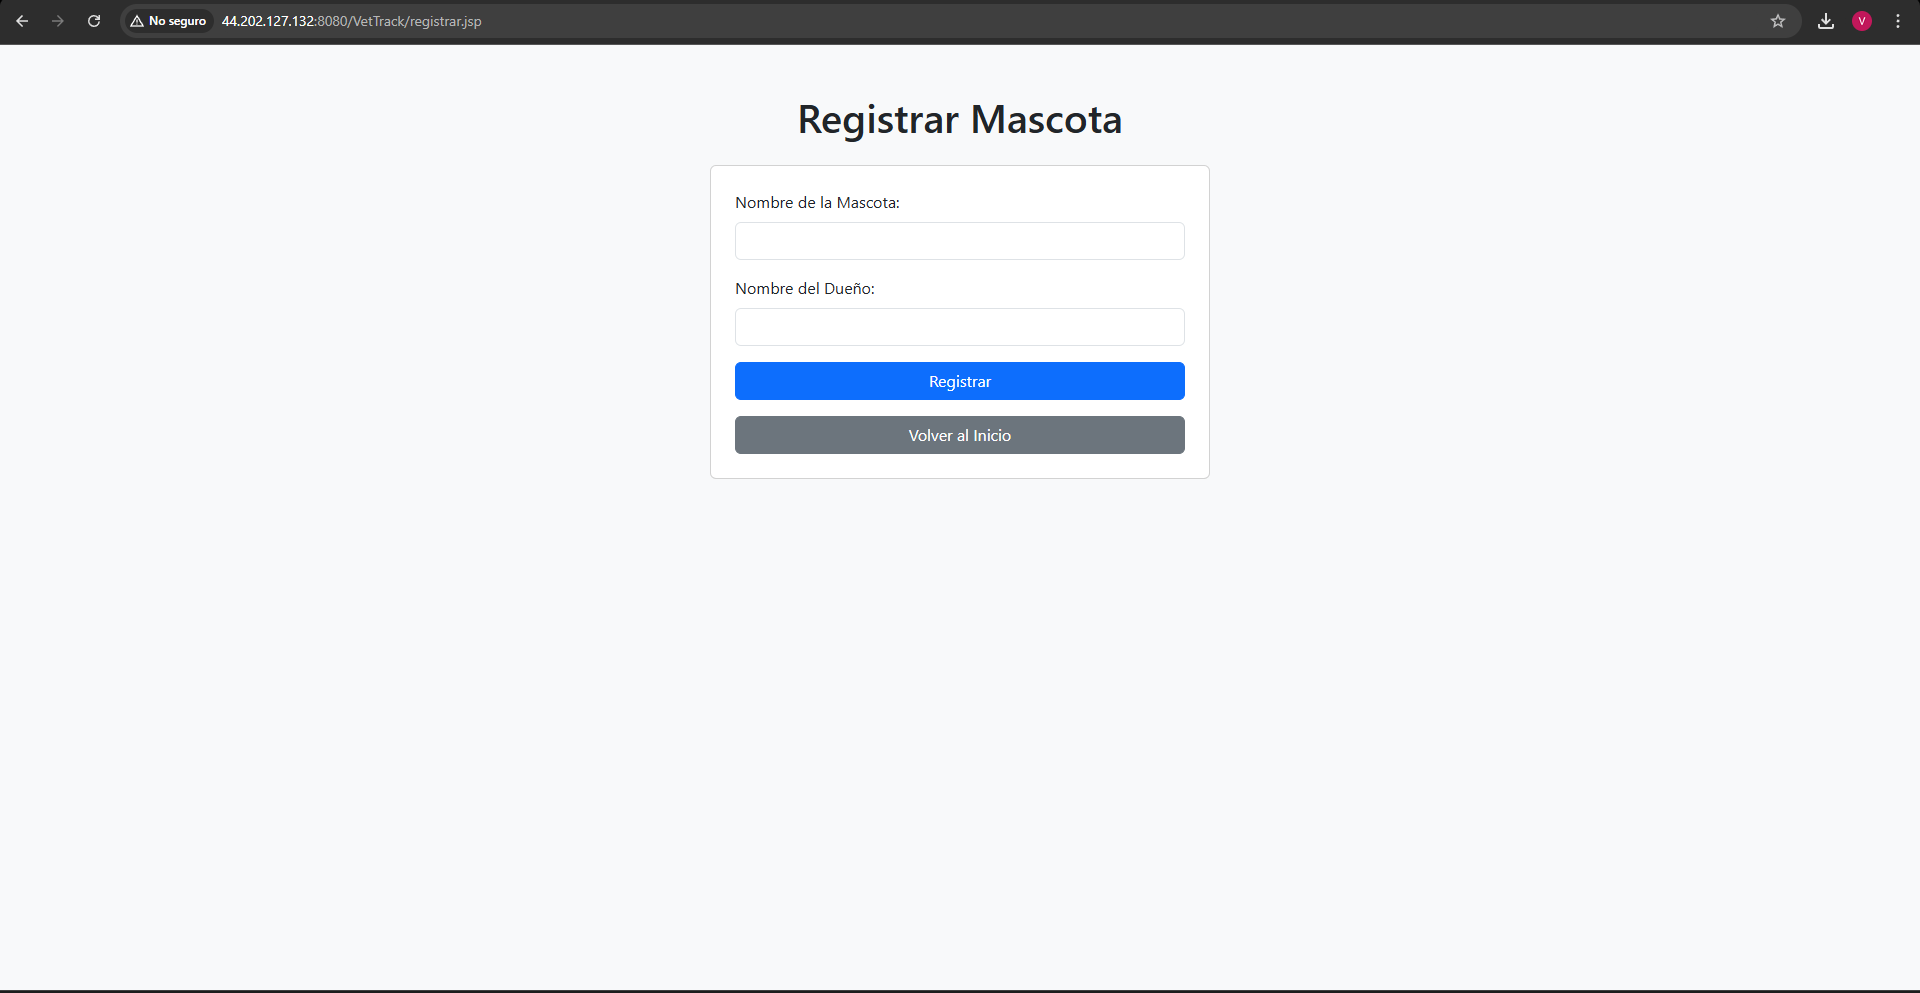 No seguro 44.202.127.132:8080/VetTrack/registrar.jsp
V
Registrar Mascota
Nombre de la Mascota:
Nombre del Dueño:
Registrar
Volver al Inicio